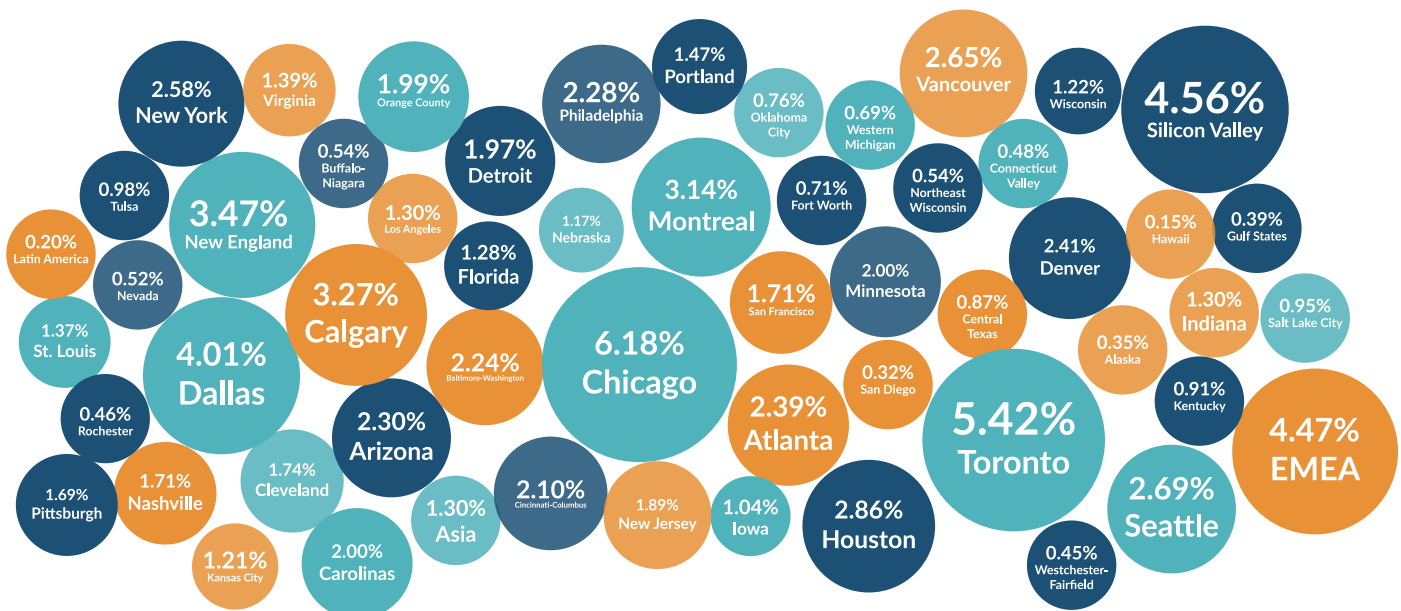 2.58%
New York
1.39%
Virginia
1.99%
Orange County
2.28%
Philadelphia
1.47%
Portland
0.76%
Oklahoma
City
0.69%
Western
Michigan
2.65%
Vancouver
1.22%
Wisconsin
4.56%
Silicon Valley
0.98%
Tulsa
3.47%
New England
0.54%
Buffalo-
Niagara
1.30%
Los Angeles
1.97%
Detroit
1.17%
Nebraska
3.14%
Montreal
0.71%
Fort Worth
0.54%
Northeast
Wisconsin
0.48%
Connecticut
Valley
2.41%
Denver
0.15%
Hawaii
0.39%
Gulf States
0.20%
Latin America
0.52%
Nevada
3.27%
Calgary
1.28%
Florida
1.71%
San Francisco
2.00%
Minnesota
0.87%
Central
Texas
0.35%
Alaska
1.30%
Indiana
0.95%
Salt Lake City
1.37%
St. Louis
4.01%
Dallas
2.24%
Baltimore-Washington
6.18%
Chicago
2.39%
Atlanta
0.32%
San Diego
5.42%
Toronto
0.91%
Kentucky
4.47%
EMEA
0.46%
Rochester
2.30%
Arizona
1.69%
Pittsburgh
1.71%
Nashville
1.74%
Cleveland
1.30%
Asia
2.10%
Cincinnati-Columbus
1.89%
New Jersey
1.04%
Iowa
2.86%
Houston
2.69%
Seattle
1.21%
Kansas City
2.00%
Carolinas
0.45%
Westchester-
Fairfield